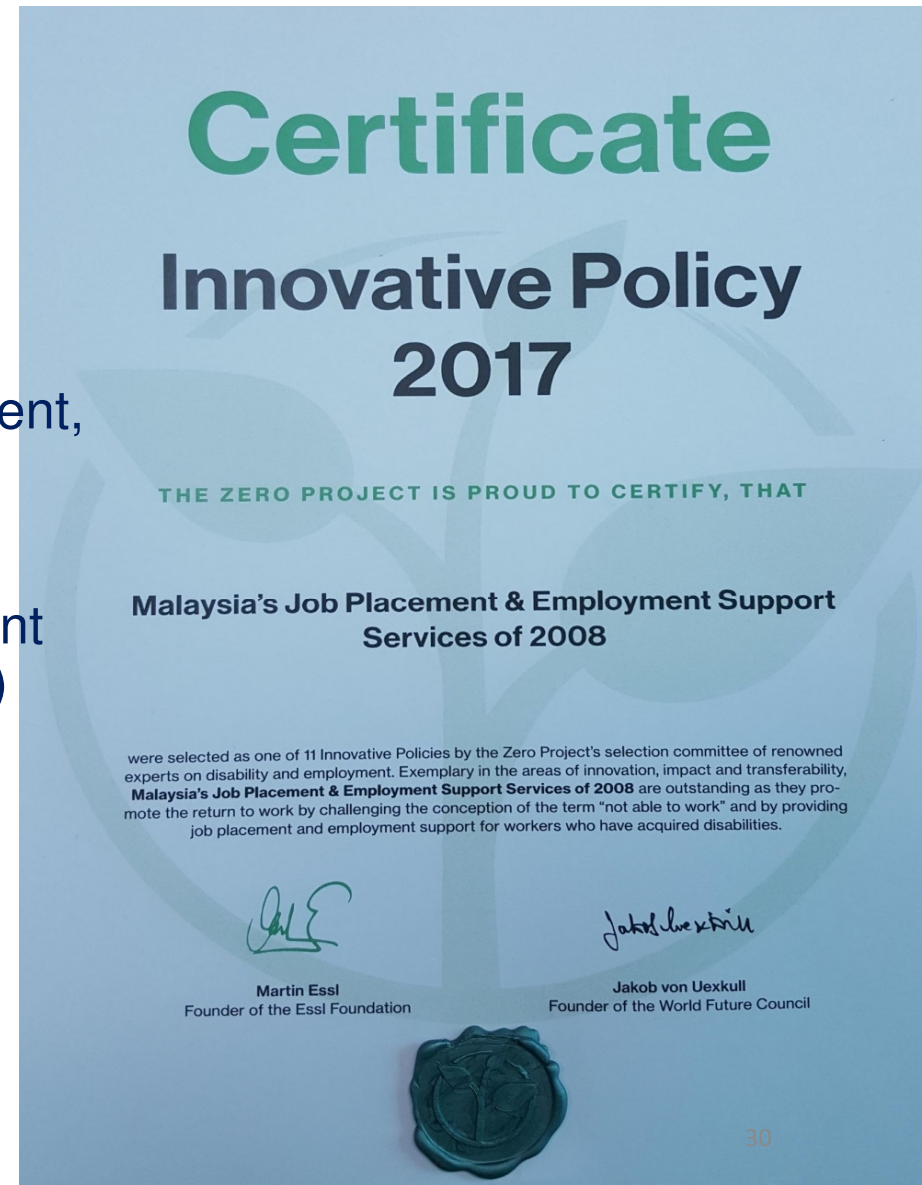 Certificate
Innovative Policy
2017
ent,
THE ZERO PROJECT IS PROUD TO CERTIFY, THAT
Malaysia's Job Placement & Employment Support
Services of 2008
nt
)
were selected as one of 11 Innovative Policies by the Zero Project's selection committee of renowned
experts on disability and employment. Exemplary in the areas of innovation, impact and transferability,
Malaysia's Job Placement & Employment Support Services of 2008 are outstanding as they pro-
mote the return to work by challenging the conception of the term "not able to work" and by providing
job placement and employment support for workers who have acquired disabilities.
Martin Essl
Founder of the Essl Foundation
Jakob von Uexkull
Founder of the World Future Council
30